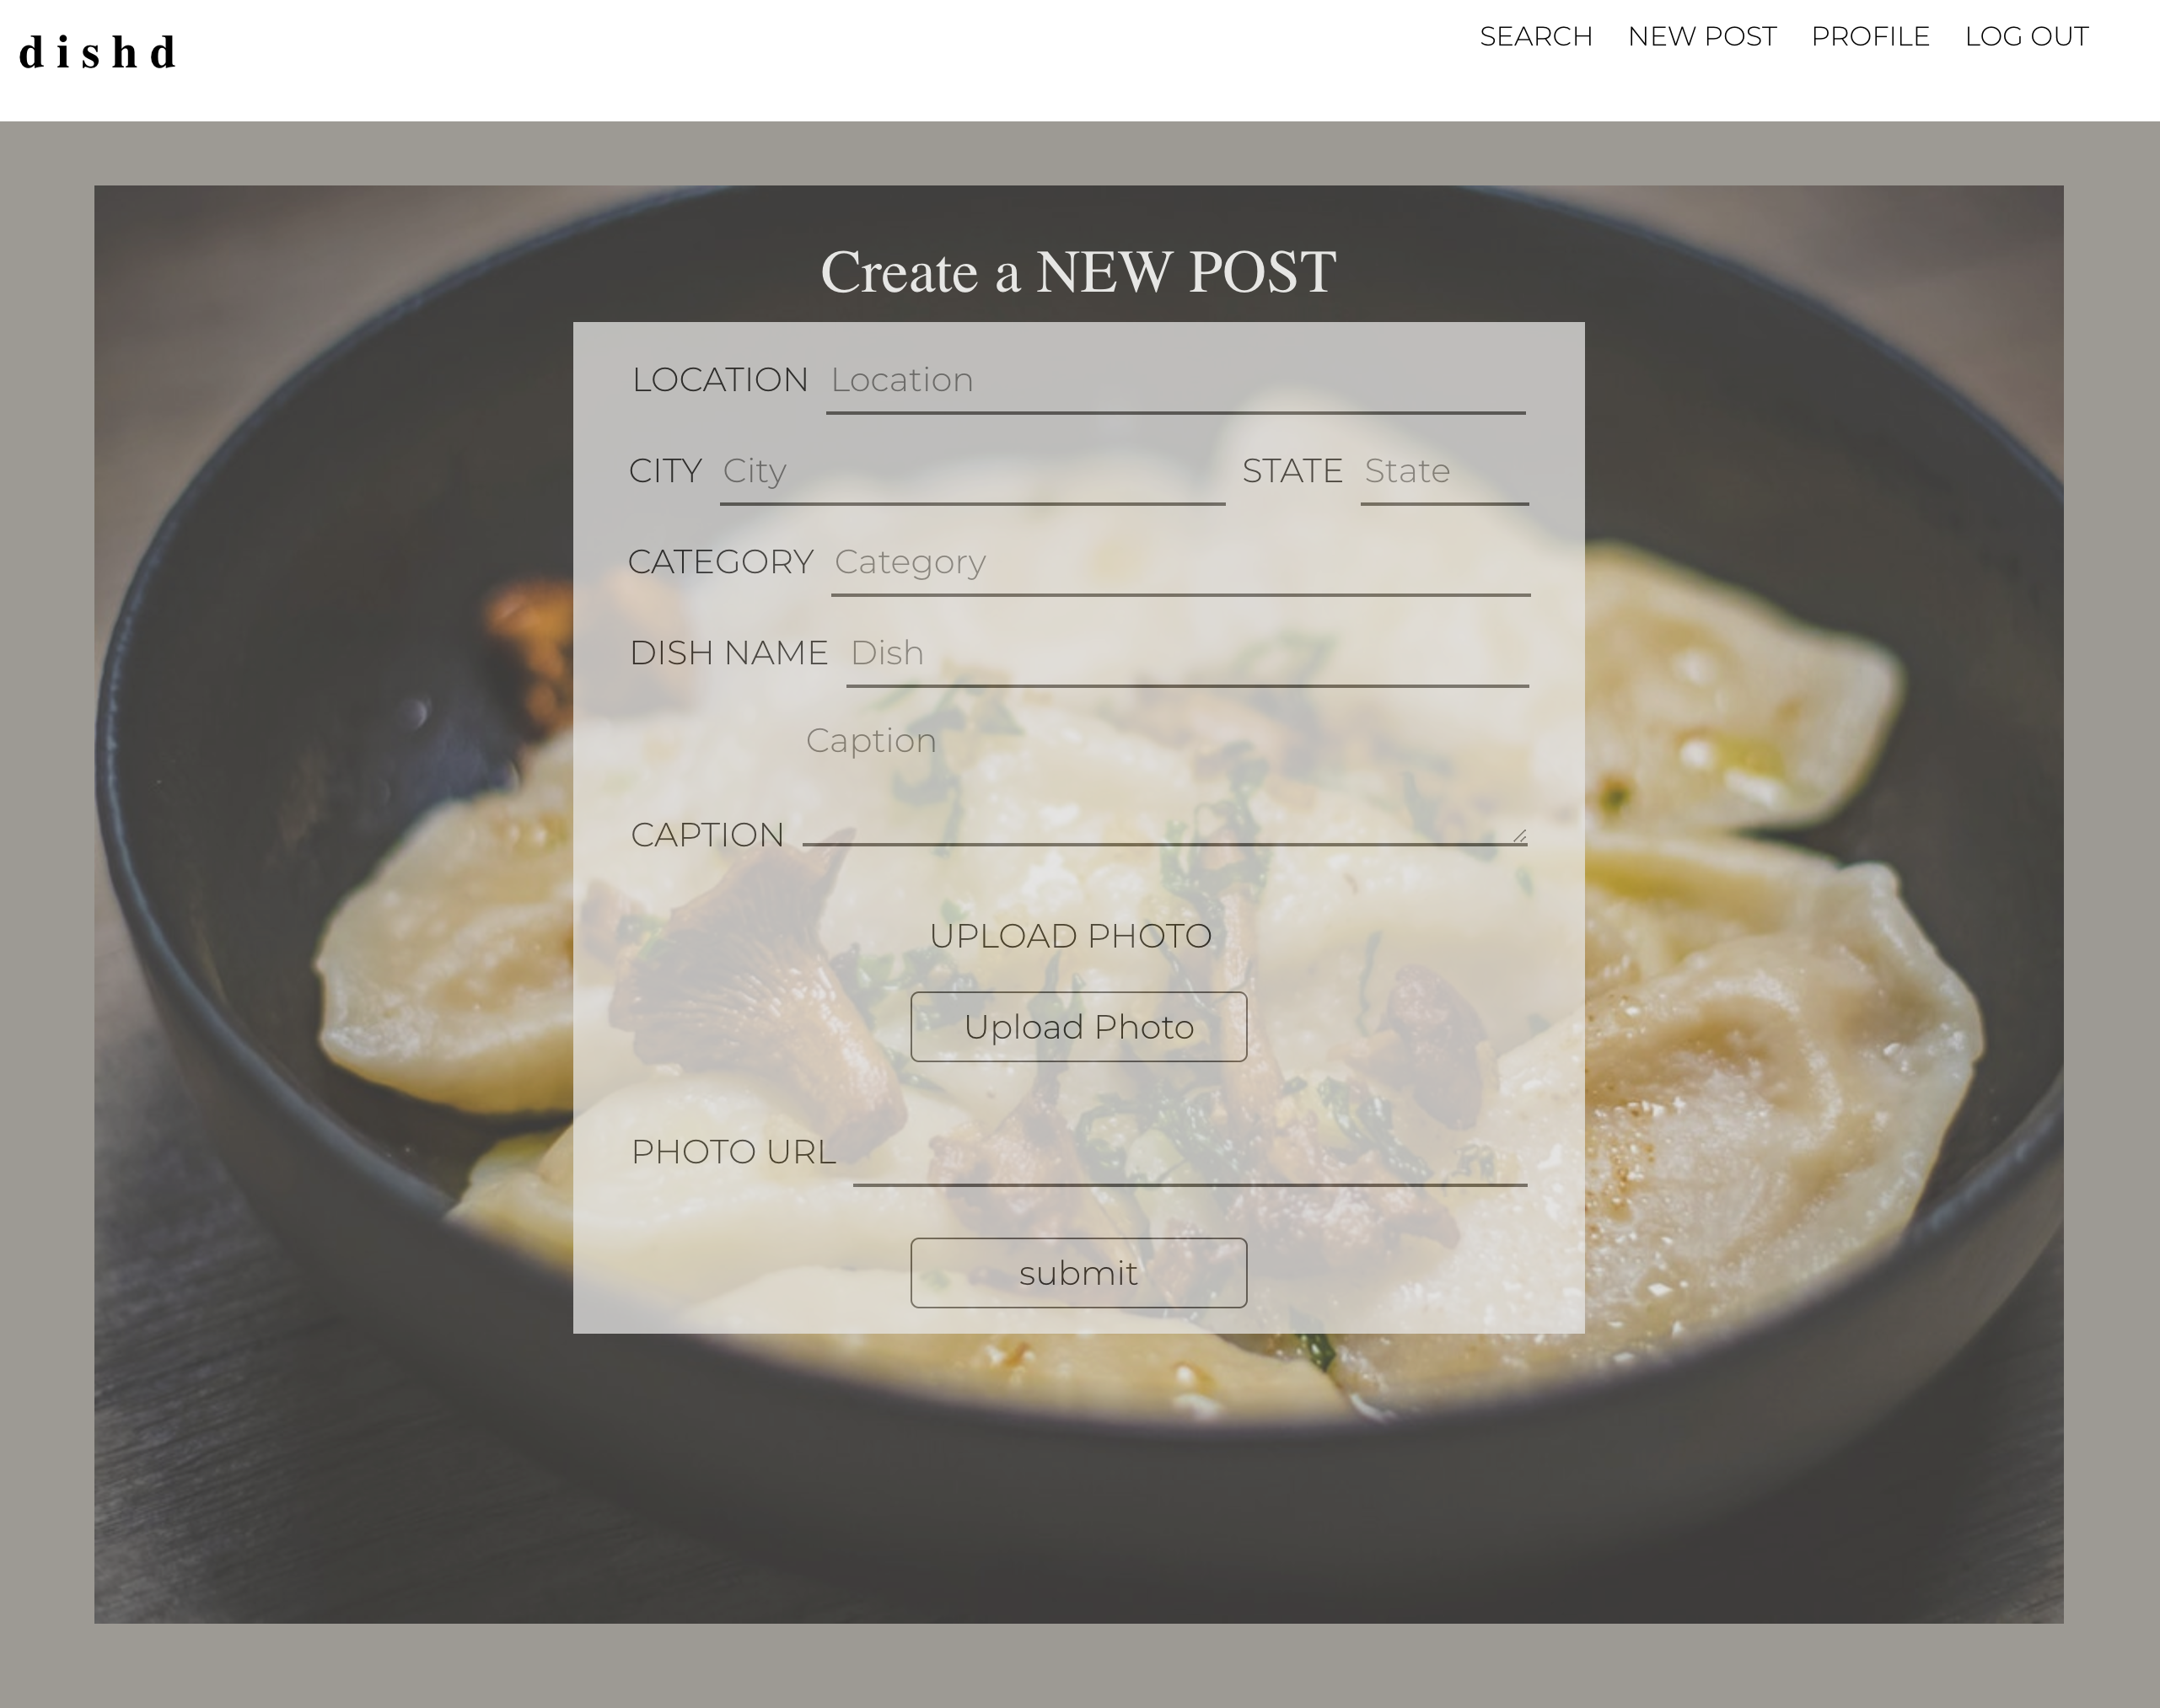 dishd
SEARCH NEW POST PROFILE LOG OUT
Create a NEW POST
LOCATION Location
CITY City STATE State
CATEGORY Category
DISH NAME Dish
Caption
CAPTION
UPLOAD PHOTO
Upload Photo
PHOTO URL
submit